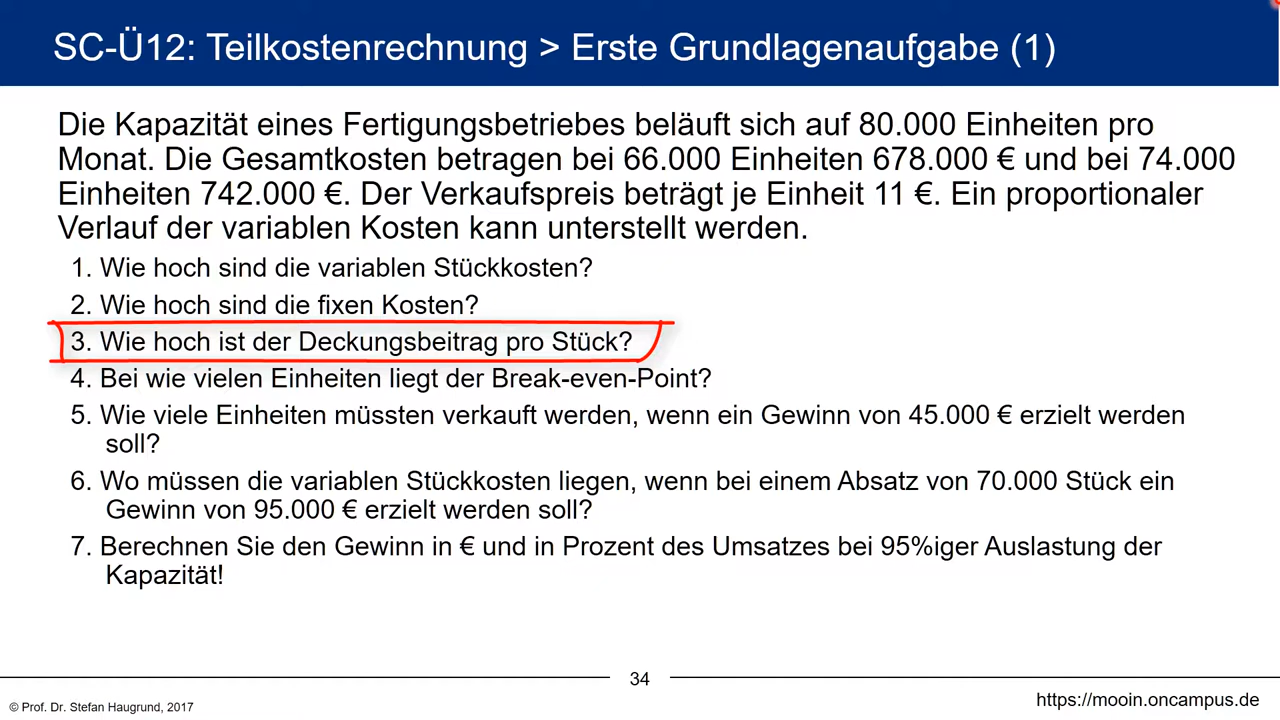 SC-Ü12: Teilkostenrechnung > Erste Grundlagenaufgabe (1)
Die Kapazität eines Fertigungsbetriebes beläuft sich auf 80.000 Einheiten pro
Monat. Die Gesamtkosten betragen bei 66.000 Einheiten 678.000 € und bei 74.000
Einheiten 742.000 €. Der Verkaufspreis beträgt je Einheit 11 €. Ein proportionaler
Verlauf der variablen Kosten kann unterstellt werden.
1. Wie hoch sind die variablen Stückkosten?
2. Wie hoch sind die fixen Kosten?
3. Wie hoch ist der Deckungsbeitrag pro Stück?
4. Bei wie vielen Einheiten liegt der Break-even-Point?
5. Wie viele Einheiten müssten verkauft werden, wenn ein Gewinn von 45.000 € erzielt werden
soll?
6. Wo müssen die variablen Stückkosten liegen, wenn bei einem Absatz von 70.000 Stück ein
Gewinn von 95.000 € erzielt werden soll?
7. Berechnen Sie den Gewinn in € und in Prozent des Umsatzes bei 95%iger Auslastung der
Kapazität!
34
© Prof. Dr. Stefan Haugrund, 2017
https://mooin.oncampus.de